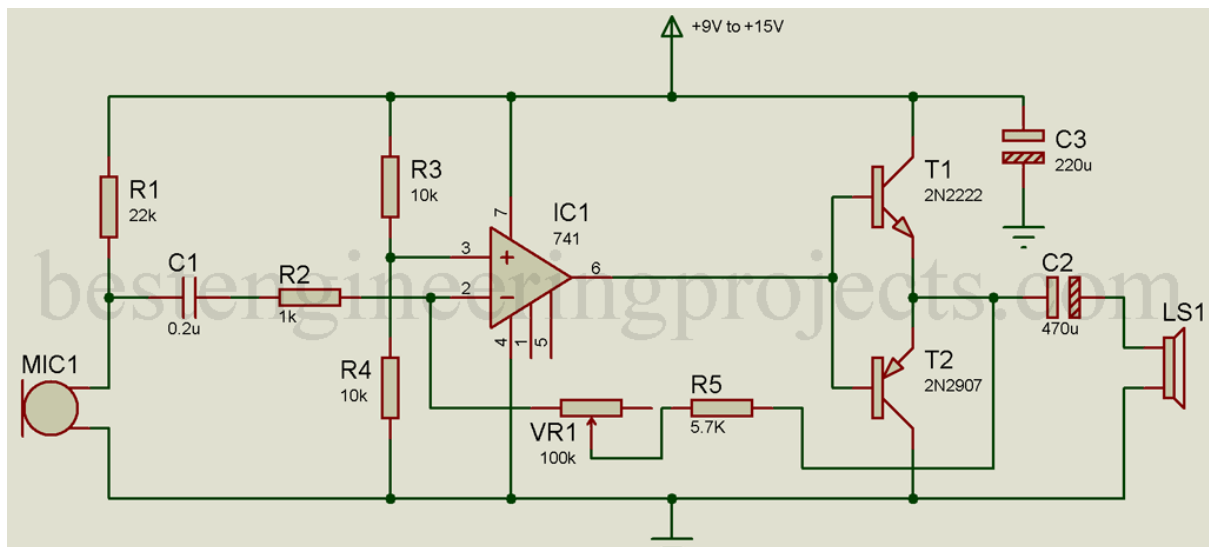 +9V to +15V
R1
22k
R3
10k
7
IC1
741
3
+
2
−
6
4
1
5
T1
2N2222
C3
220u
bestengineeringprojects.com
C1
0.2u
R2
1k
C2
470u
LS1
MIC1
R4
10k
VR1
100k
R5
5.7K
T2
2N2907